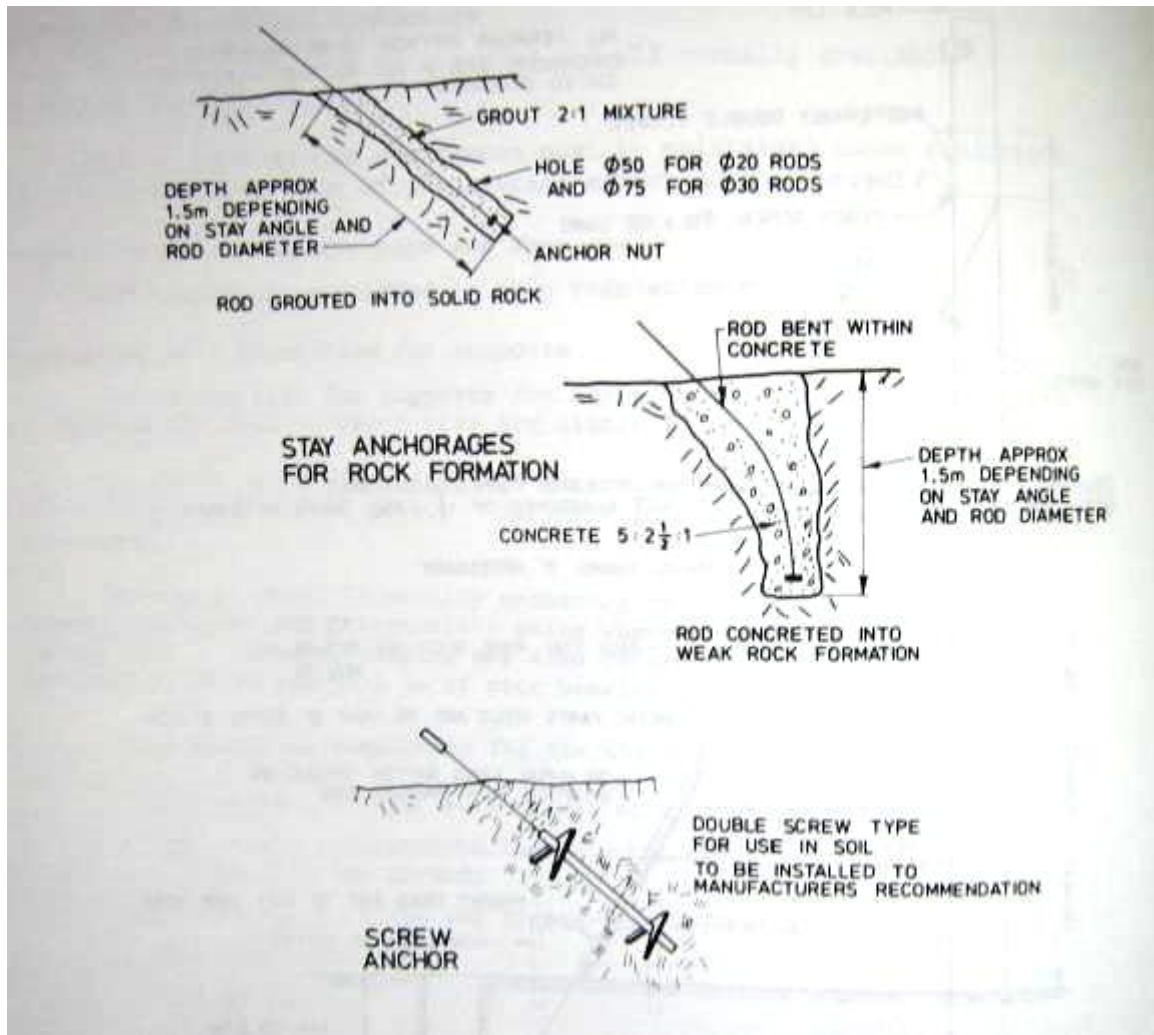 GROUT 2:1 MIXTURE
HOLE Φ50 FOR Φ20 RODS
AND Φ75 FOR Φ30 RODS
DEPTH APPROX
1.5m DEPENDING
ON STAY ANGLE AND
ROD DIAMETER
ANCHOR NUT
ROD GROUTED INTO SOLID ROCK
ROD BENT WITHIN
CONCRETE
STAY ANCHORAGES
FOR ROCK FORMATION
DEPTH APPROX
1.5m DEPENDING
ON STAY ANGLE
AND ROD DIAMETER
CONCRETE 5:2½:1
ROD CONCRETED INTO
WEAK ROCK FORMATION
DOUBLE SCREW TYPE
FOR USE IN SOIL
TO BE INSTALLED TO
MANUFACTURERS RECOMMENDATION
SCREW
ANCHOR